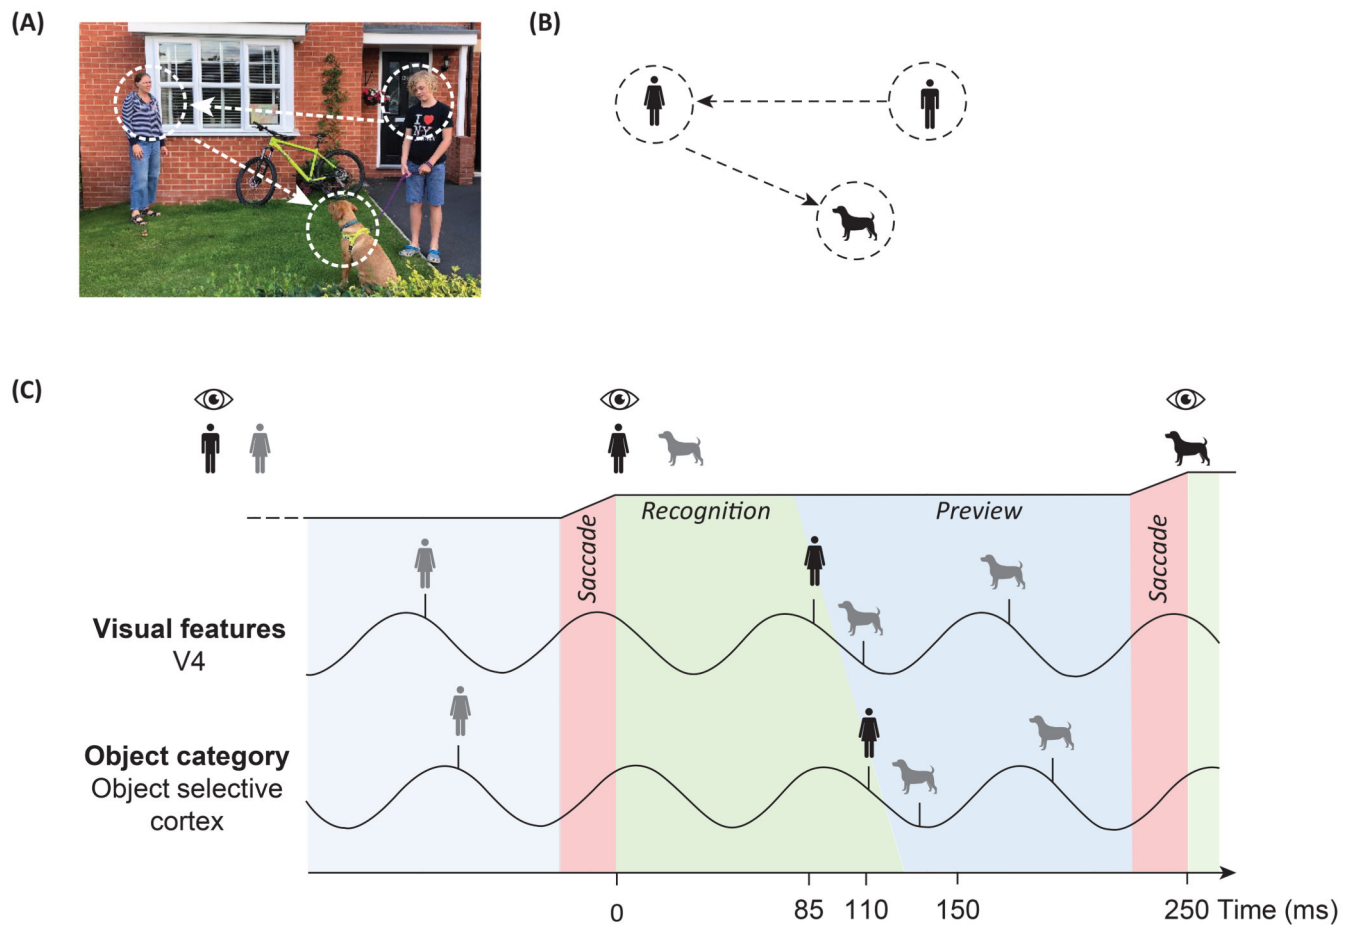 (A)
I ♥
NY
(B)
(C)
Recognition
Preview
Saccade
Saccade
Visual features
V4
Object category
Object selective
cortex
0
85
110
150
250
Time (ms)